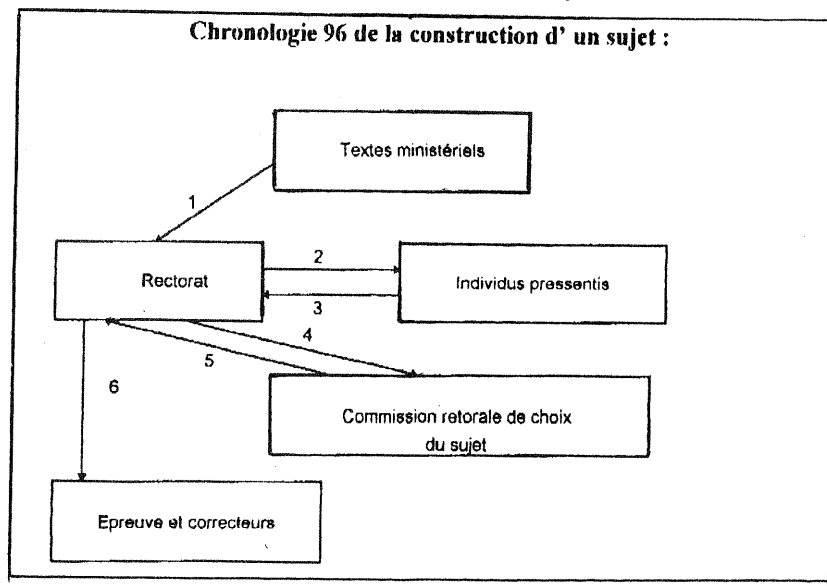 Chronologie 96 de la construction d' un sujet :
Textes ministériels
1
Rectorat
2
Individus pressentis
3
4
5
Commission retorale de choix
du sujet
6
Epreuve et correcteurs